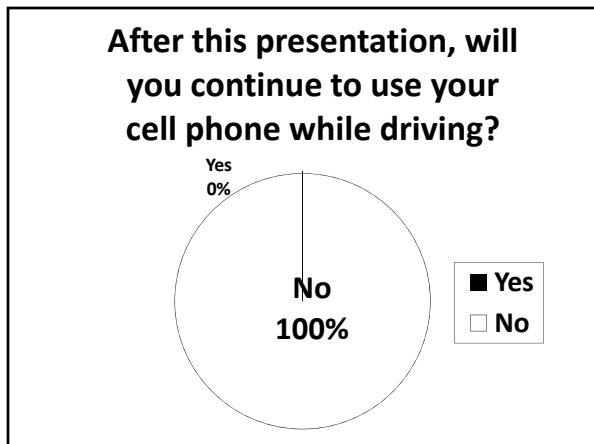 After this presentation, will
you continue to use your
cell phone while driving?
Yes
0%
No
100%
Yes
No